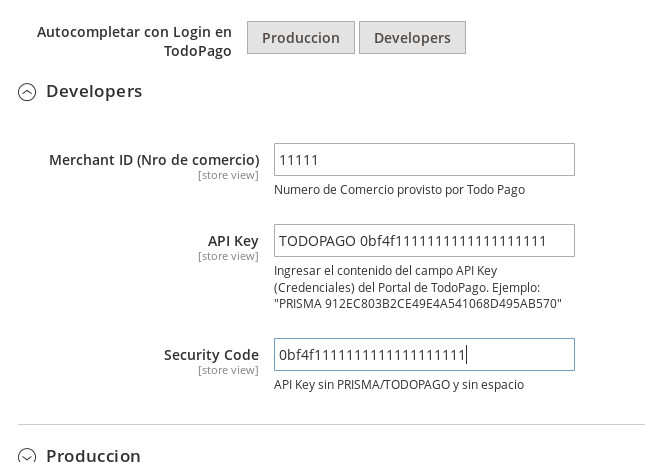 Autocompletar con Login en
TodoPago
Produccion
Developers
Developers
Merchant ID (Nro de comercio)
[store view]
11111
Numero de Comercio provisto por Todo Pago
API Key
[store view]
TODOPAGO 0bf4f1111111111111111111
Ingresar el contenido del campo API Key
(Credenciales) del Portal de TodoPago. Ejemplo:
"PRISMA 912EC803B2CE49E4A541068D495AB570"
Security Code
[store view]
0bf4f1111111111111111111
API Key sin PRISMA/TODOPAGO y sin espacio
Produccion